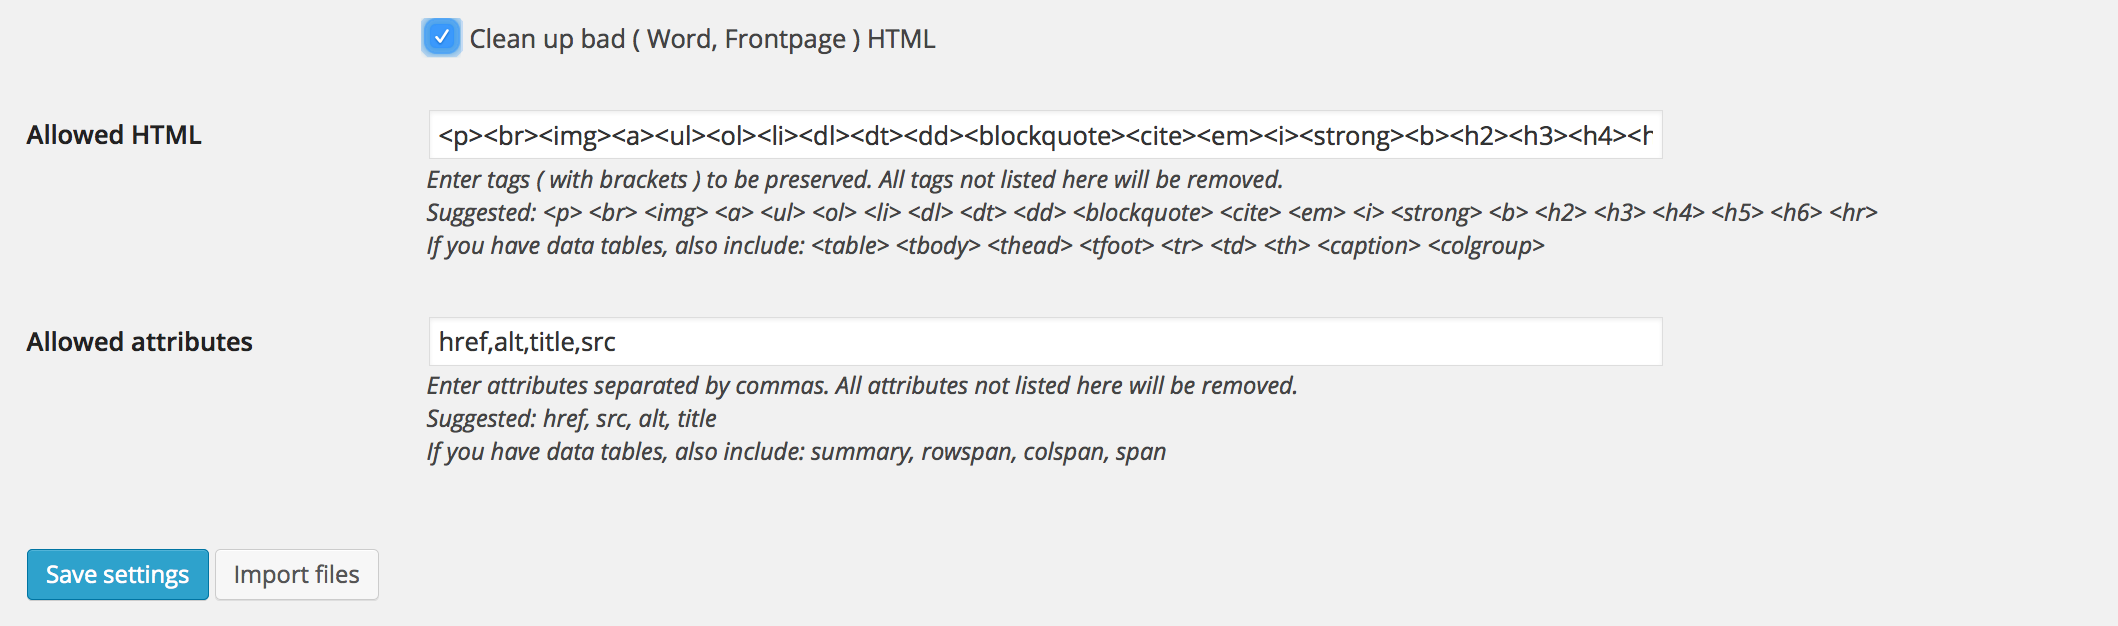 Clean up bad ( Word, Frontpage ) HTML
Allowed HTML
<p><br><img><a><ul><ol><li><dl><dt><dd><blockquote><cite><em><i><strong><b><h2><h3><h4><h
Enter tags ( with brackets ) to be preserved. All tags not listed here will be removed.
Suggested: <p> <br> <img> <a> <ul> <ol> <li> <dl> <dt> <dd> <blockquote> <cite> <em> <i> <strong> <b> <h2> <h3> <h4> <h5> <h6> <hr>
If you have data tables, also include: <table> <tbody> <thead> <tfoot> <tr> <td> <th> <caption> <colgroup>
Allowed attributes
href,alt,title,src
Enter attributes separated by commas. All attributes not listed here will be removed.
Suggested: href, src, alt, title
If you have data tables, also include: summary, rowspan, colspan, span
Save settings
Import files